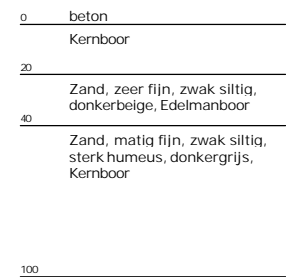 0 beton
Kernboor
20
Zand, zeer fijn, zwak siltig,
donkerbeige, Edelmanboor
40
Zand, matig fijn, zwak siltig,
sterk humeus, donkergrijs,
Kernboor
100